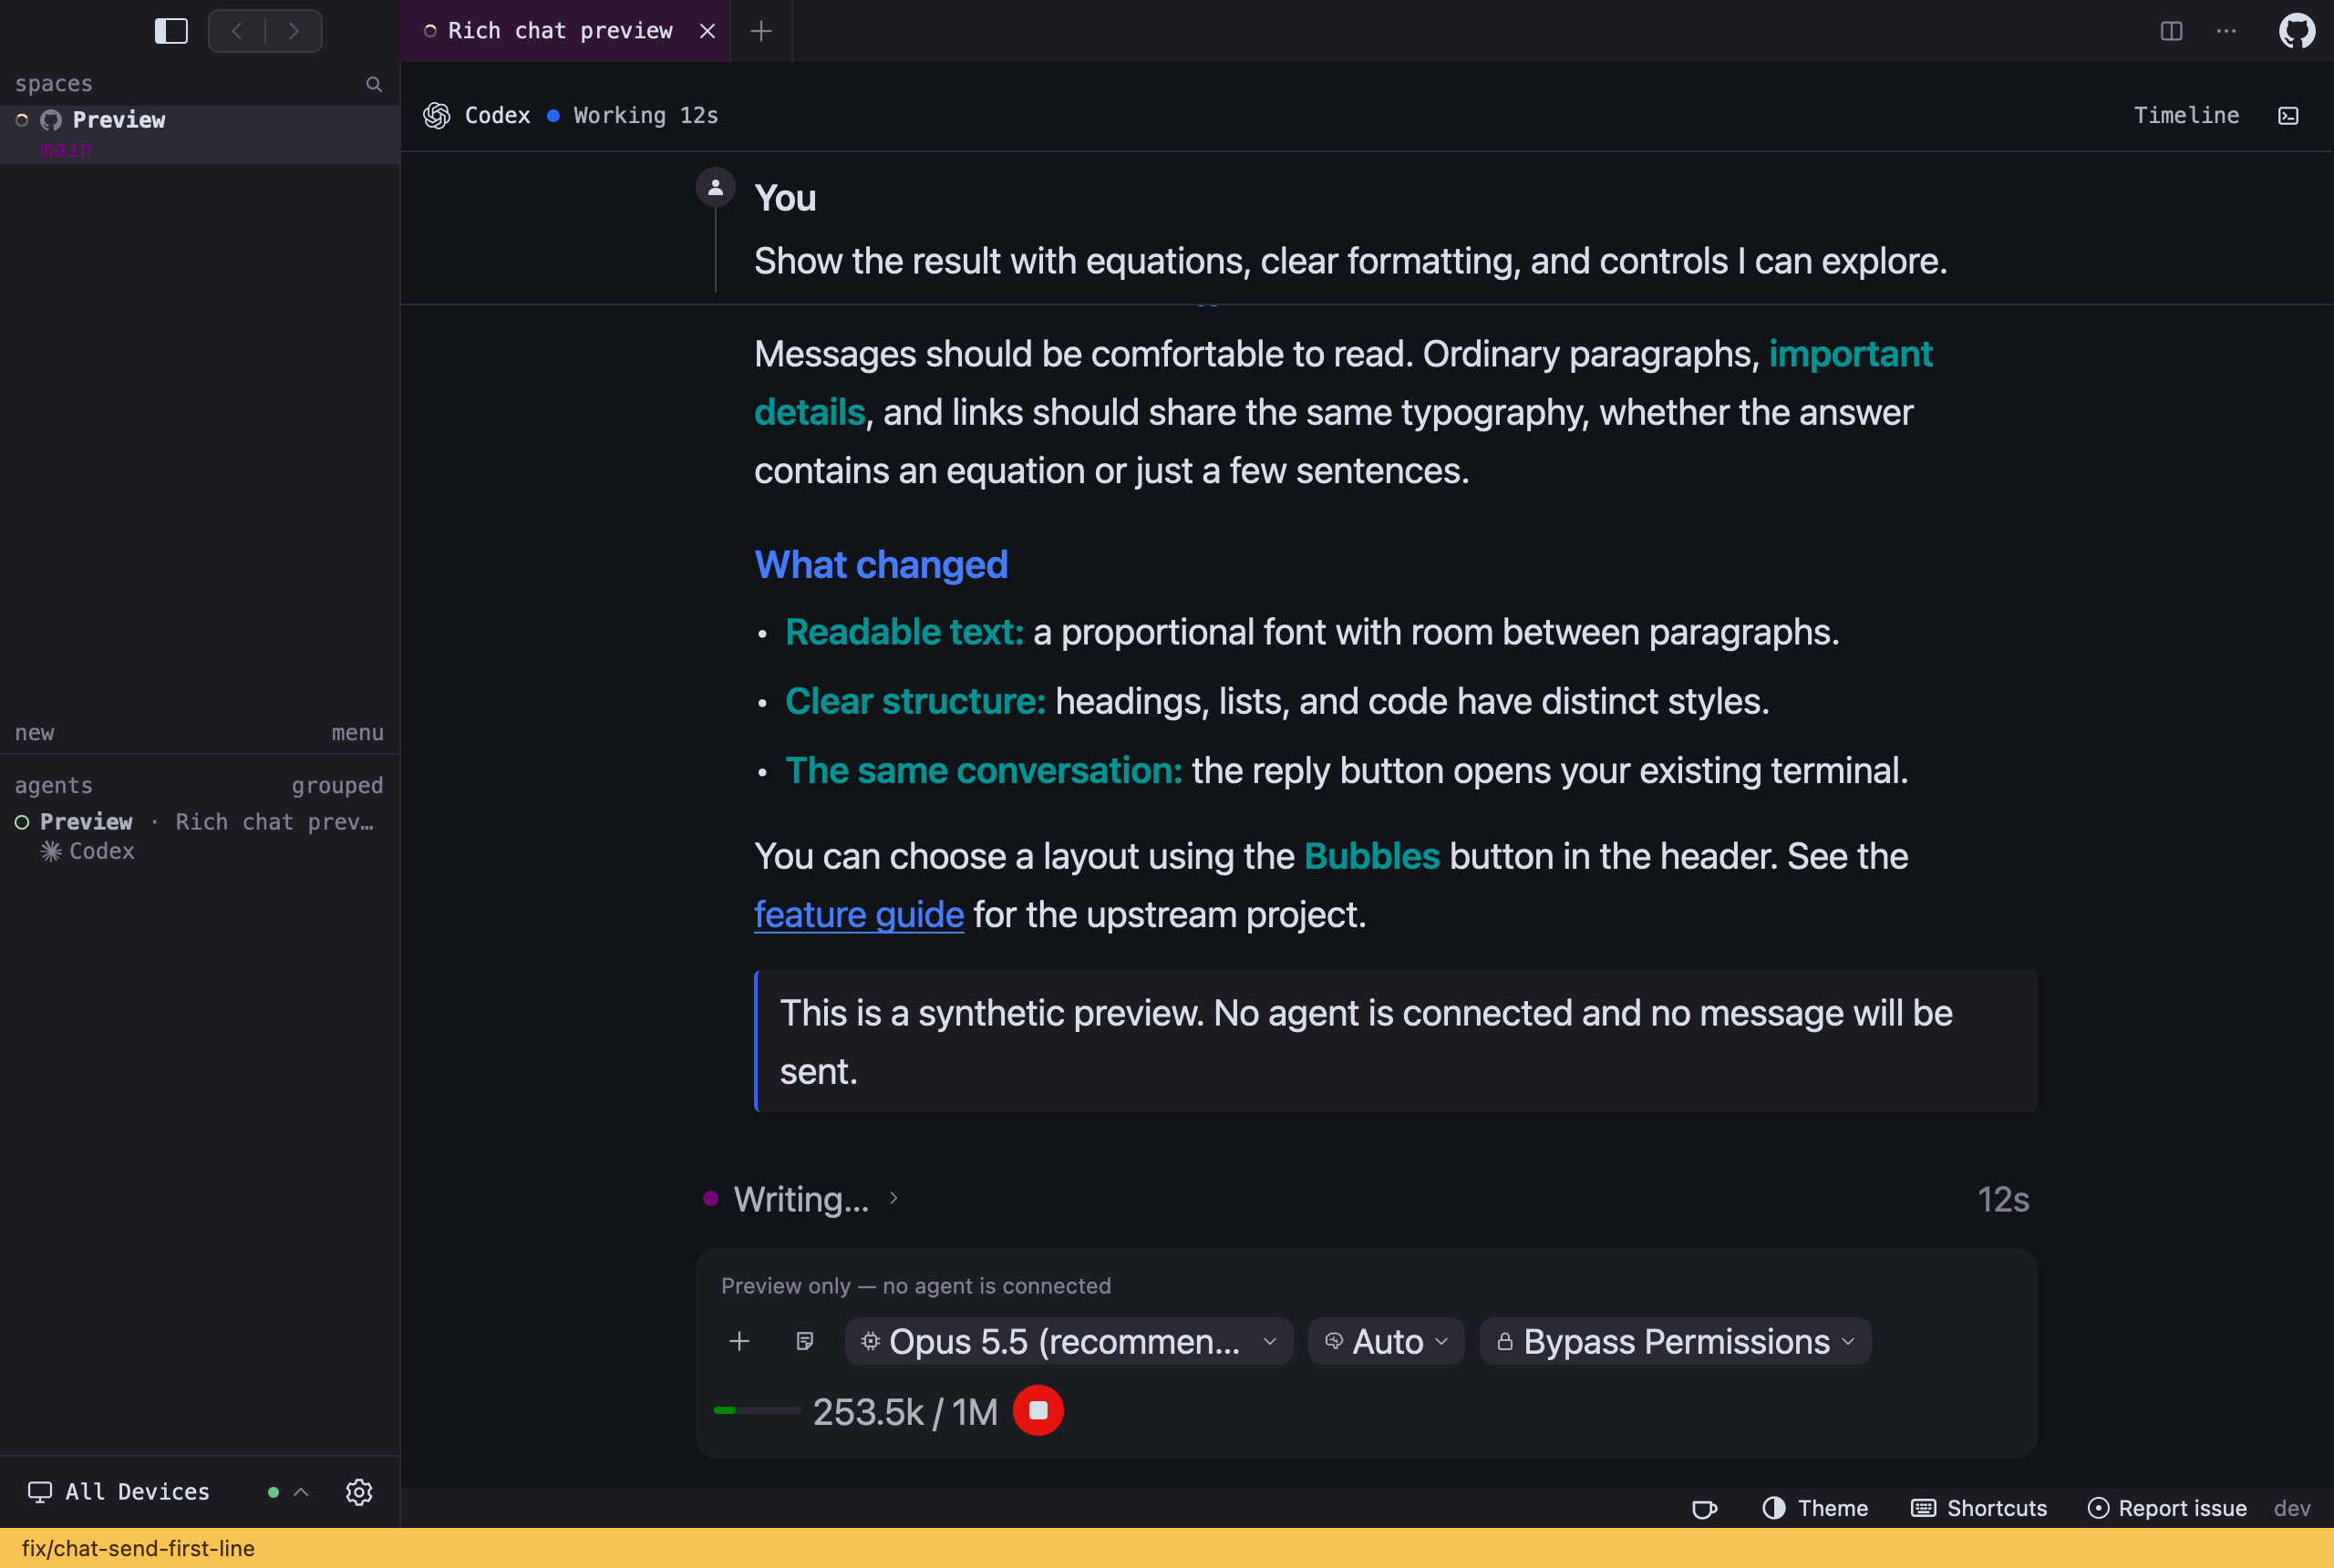 Rich chat preview
spaces
Preview
main
new
menu
agents
grouped
Preview · Rich chat prev…
Codex
All Devices
Codex
Working 12s
Timeline
You
Show the result with equations, clear formatting, and controls I can explore.
Messages should be comfortable to read. Ordinary paragraphs, important
details, and links should share the same typography, whether the answer
contains an equation or just a few sentences.
What changed
• Readable text: a proportional font with room between paragraphs.
• Clear structure: headings, lists, and code have distinct styles.
• The same conversation: the reply button opens your existing terminal.
You can choose a layout using the Bubbles button in the header. See the
feature guide for the upstream project.
This is a synthetic preview. No agent is connected and no message will be
sent.
Writing...
12s
Preview only — no agent is connected
Opus 5.5 (recommen...
Auto
Bypass Permissions
253.5k / 1M
Theme
Shortcuts
Report issue
dev
fix/chat-send-first-line